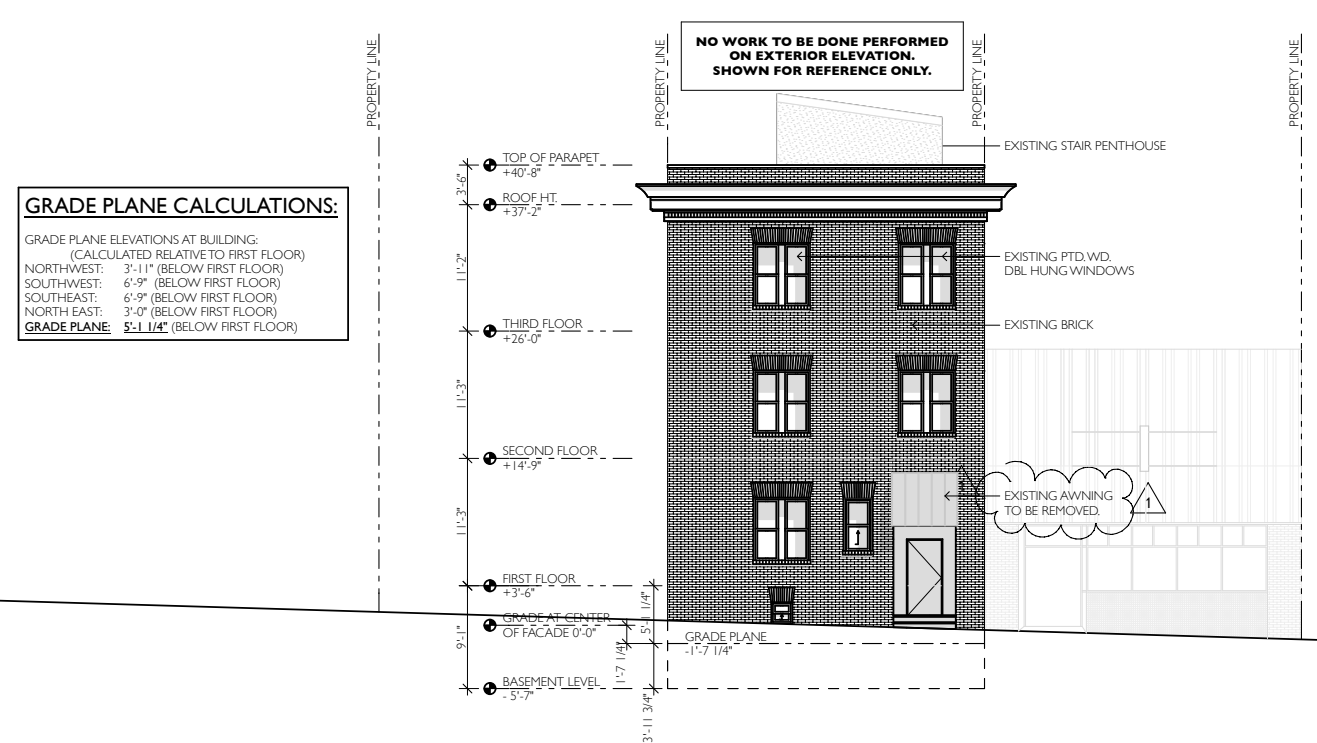 NO WORK TO BE DONE PERFORMED
ON EXTERIOR ELEVATION.
SHOWN FOR REFERENCE ONLY.
PROPERTY LINE
PROPERTY LINE
PROPERTY LINE
PROPERTY LINE
GRADE PLANE CALCULATIONS:
GRADE PLANE ELEVATIONS AT BUILDING:
(CALCULATED RELATIVE TO FIRST FLOOR)
NORTHWEST: 3'-11" (BELOW FIRST FLOOR)
SOUTHWEST: 6'-9" (BELOW FIRST FLOOR)
SOUTHEAST: 6'-9" (BELOW FIRST FLOOR)
NORTH EAST: 3'-0" (BELOW FIRST FLOOR)
GRADE PLANE: 5'-1 1/4" (BELOW FIRST FLOOR)
TOP OF PARAPET
+40'-8"
3'-6"
ROOF HT.
+37'-2"
11'-2"
THIRD FLOOR
+26'-0"
11'-3"
SECOND FLOOR
+14'-9"
11'-3"
FIRST FLOOR
+3'-6"
GRADE AT CENTER
OF FACADE 0'-0"
9'-1"
5'-1 1/4"
1'-7 1/4"
GRADE PLANE
-1'-7 1/4"
BASEMENT LEVEL
- 5'-7"
3'-11 3/4"
EXISTING STAIR PENTHOUSE
EXISTING PTD. WD.
DBL HUNG WINDOWS
EXISTING BRICK
EXISTING AWNING
TO BE REMOVED.
1